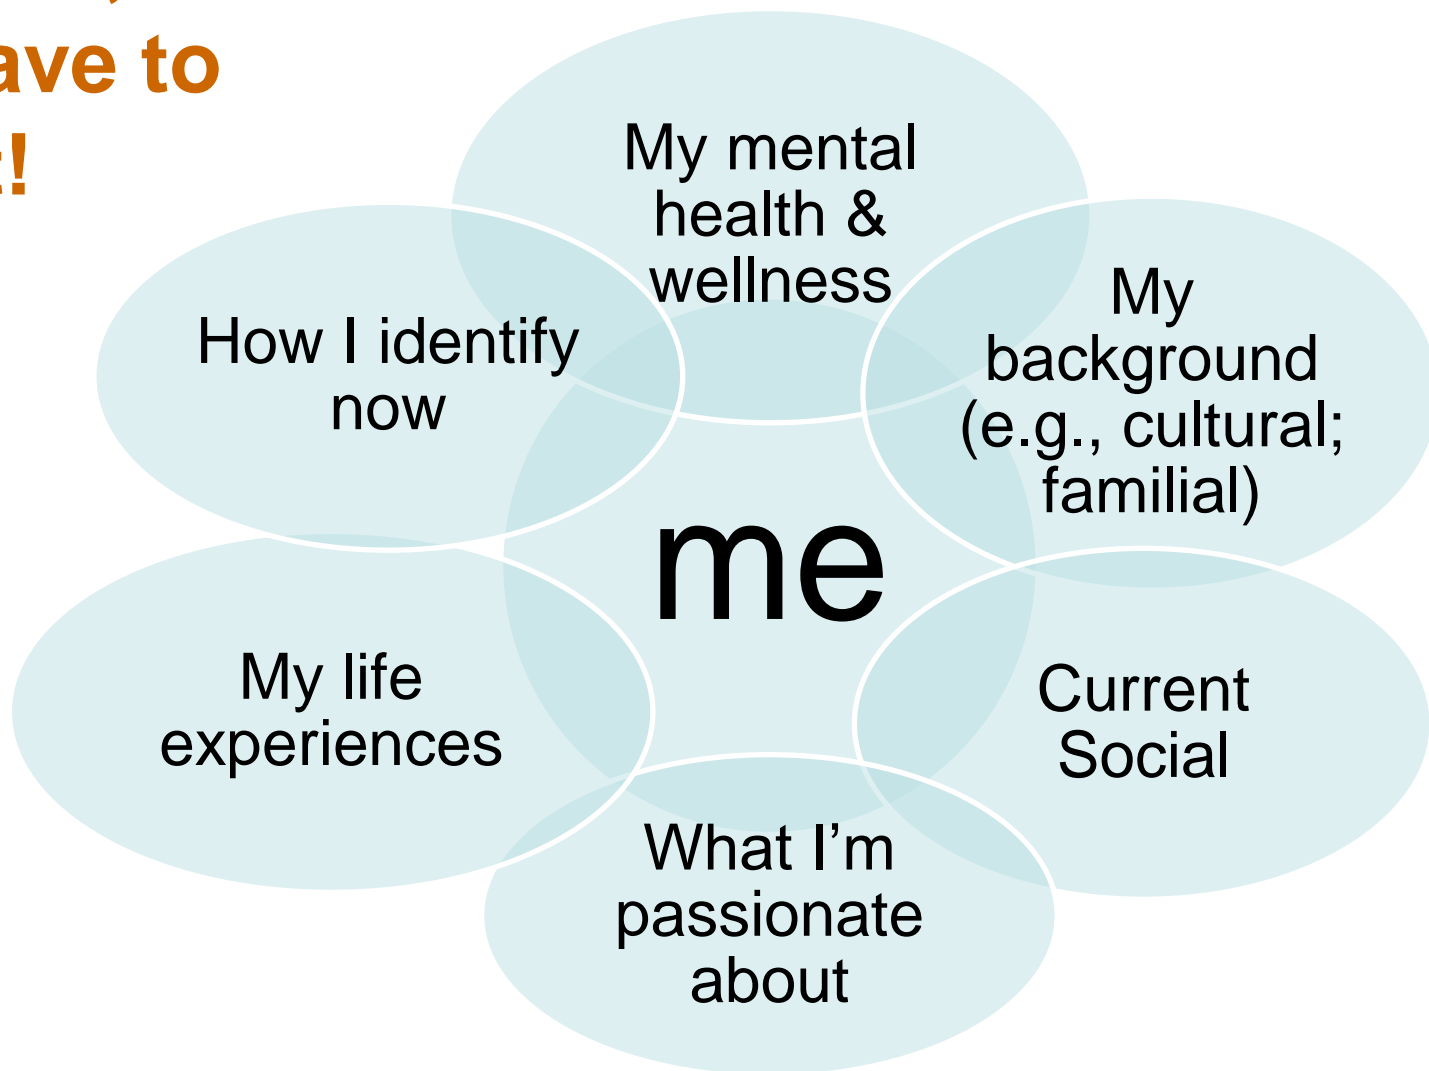 to
My mental
health &
wellness
My
background
(e.g., cultural;
familial)
How I identify
now
me
My life
experiences
Current
Social
What I’m
passionate
about